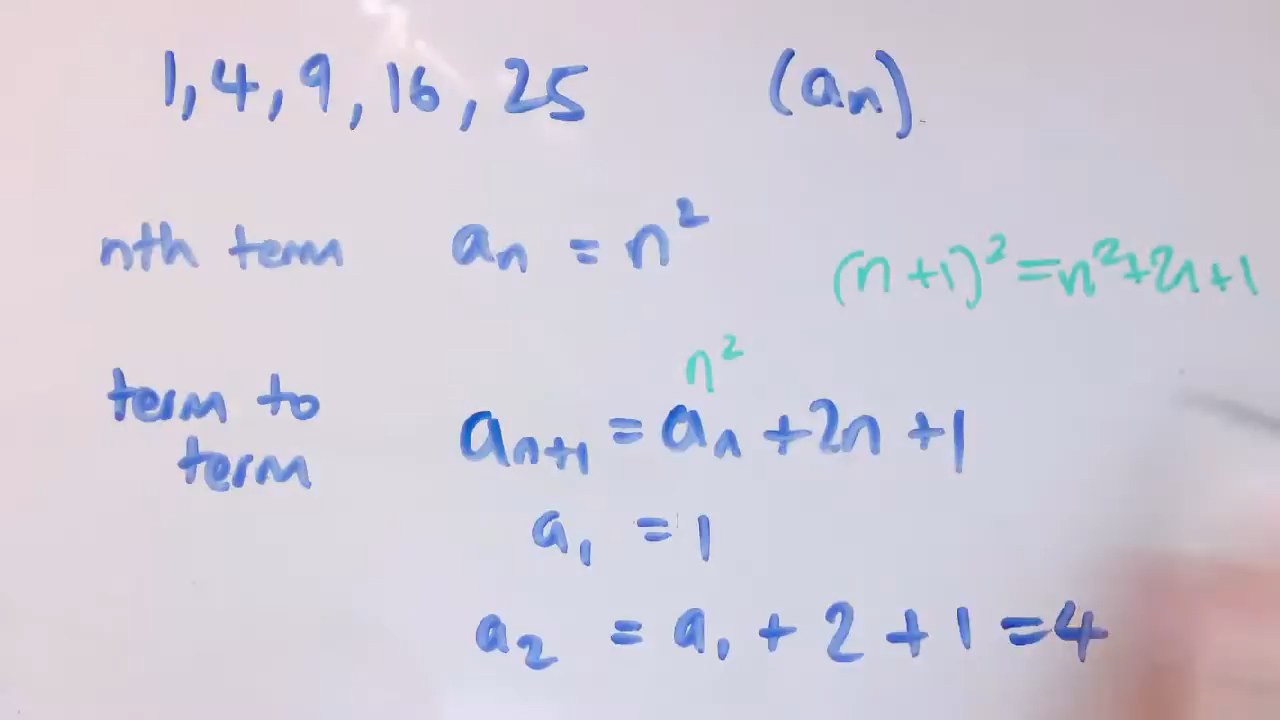 1, 4, 9, 16, 25 (aₙ)
nth term aₙ = n²
(n+1)² = n²+2n+1
n²
term to term
aₙ₊₁ = aₙ + 2n + 1
a₁ = 1
a₂ = a₁ + 2 + 1 = 4